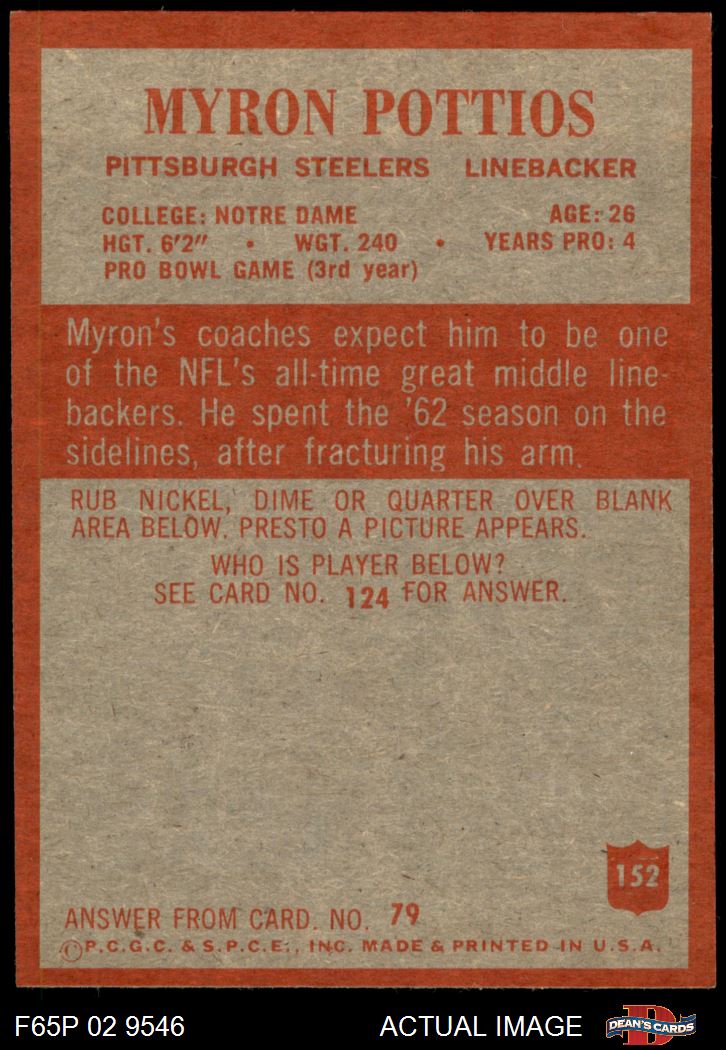 MYRON POTTIOS
PITTSBURGH STEELERS LINEBACKER
COLLEGE: NOTRE DAME AGE: 26
HGT. 6'2" • WGT. 240 • YEARS PRO: 4
PRO BOWL GAME (3rd year)
Myron's coaches expect him to be one
of the NFL's all-time great middle line-
backers. He spent the '62 season on the
sidelines, after fracturing his arm.
RUB NICKEL, DIME OR QUARTER OVER BLANK
AREA BELOW. PRESTO A PICTURE APPEARS.
WHO IS PLAYER BELOW?
SEE CARD NO. 124 FOR ANSWER.
152
ANSWER FROM CARD. NO. 79
©P.C.G.C. & S.P.C.E., INC. MADE & PRINTED IN U.S.A.
F65P 02 9546 ACTUAL IMAGE
D
DEAN'S CARDS